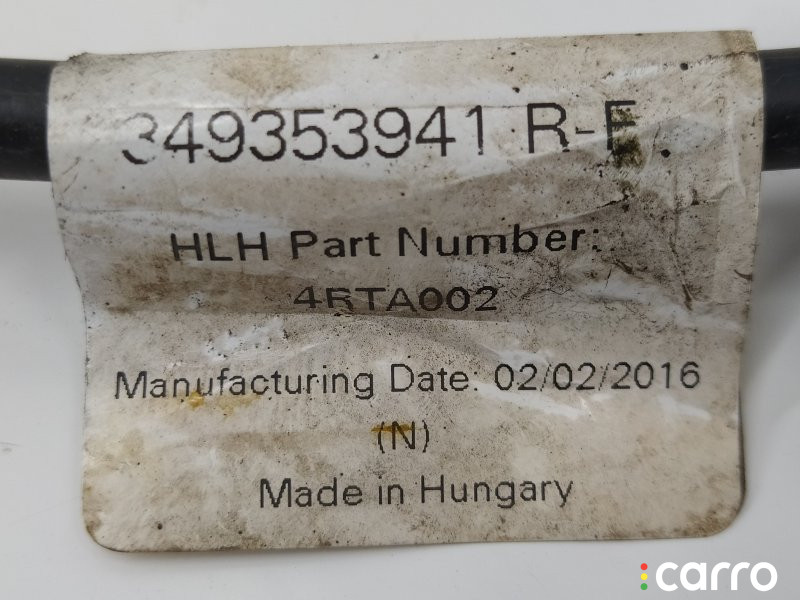 349353941 R-F
HLH Part Number:
4RTA002
Manufacturing Date: 02/02/2016
(N)
Made in Hungary
carro